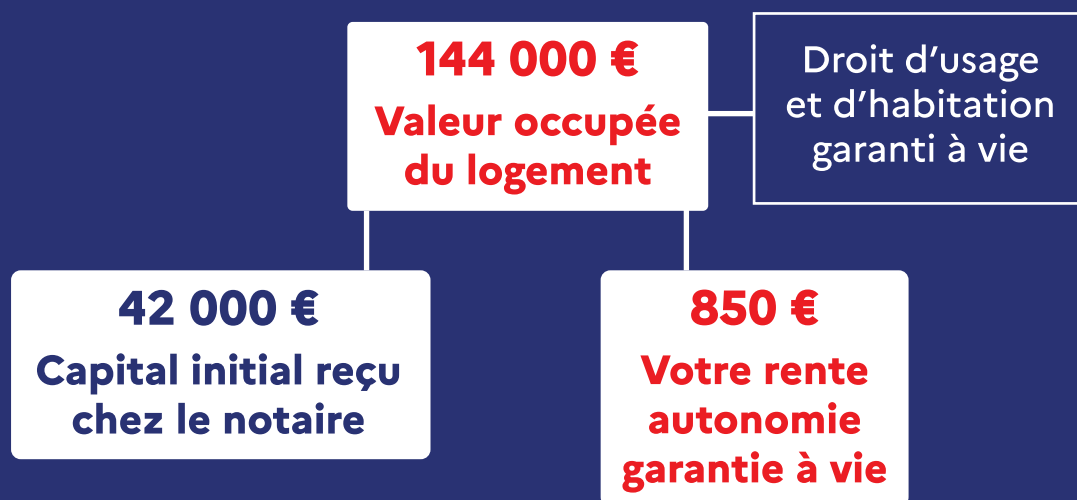 144 000 €
Valeur occupée
du logement
Droit d’usage
et d’habitation
garanti à vie
42 000 €
Capital initial reçu
chez le notaire
850 €
Votre rente
autonomie
garantie à vie